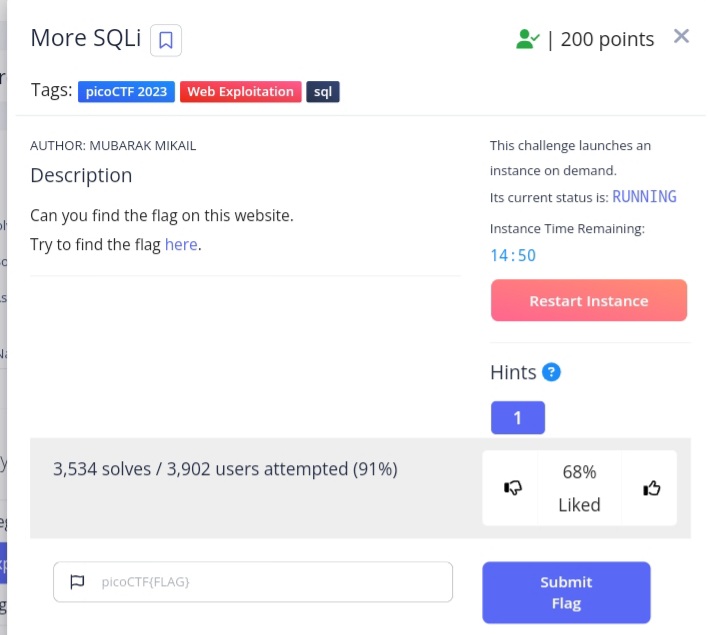 More SQLi
| 200 points
Tags: picoCTF 2023 Web Exploitation sql
AUTHOR: MUBARAK MIKAIL
Description
Can you find the flag on this website.
Try to find the flag here.
This challenge launches an
instance on demand.
Its current status is: RUNNING
Instance Time Remaining:
14:50
Restart Instance
Hints ?
1
3,534 solves / 3,902 users attempted (91%)
68%
Liked
picoCTF{FLAG}
Submit
Flag